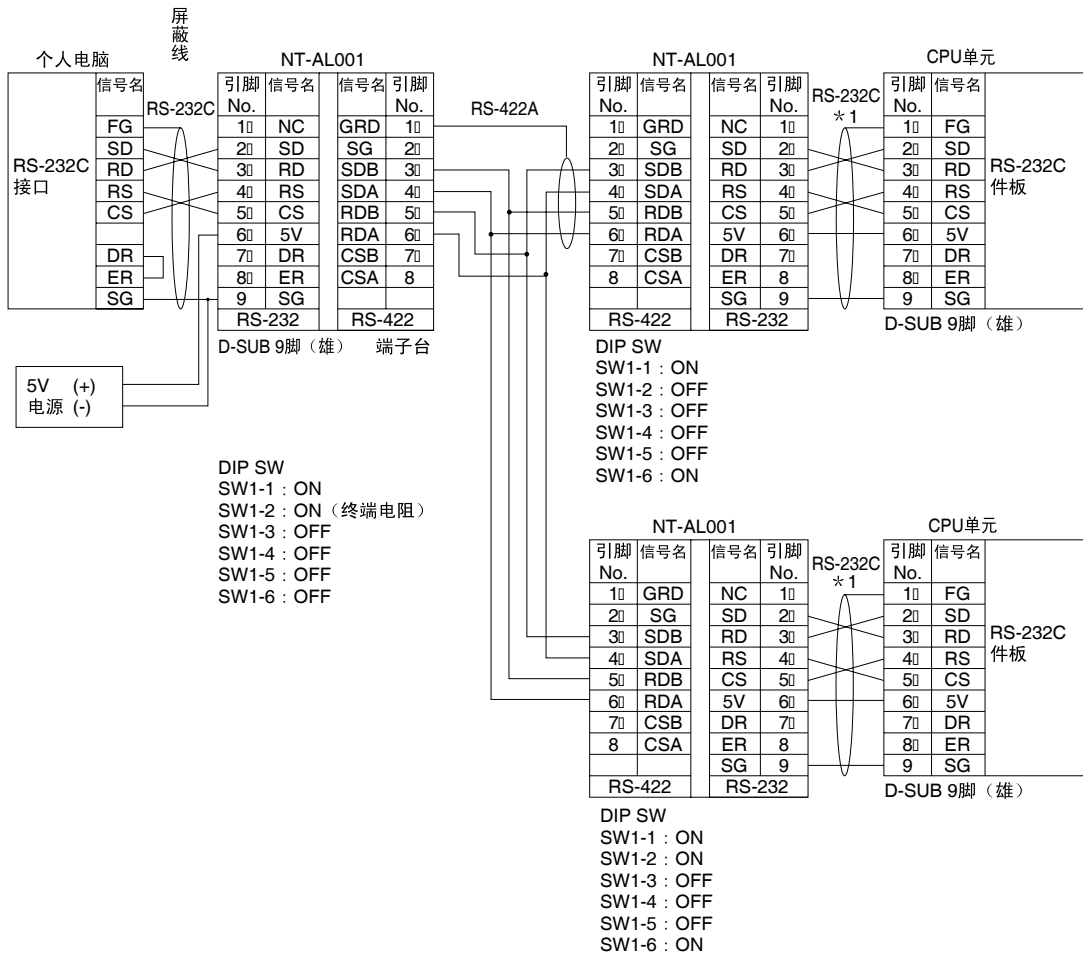 屏蔽线
个人电脑
信号名
FG
SD
RD
RS
CS
DR
ER
SG
RS-232C
接口
RS-232C
NT-AL001
引脚 信号名 信号名 引脚
No. No.
1 NC GRD 1
2 SD SG 2
3 RD SDB 3
4 RS SDA 4
5 CS RDB 5
6 5V RDA 6
7 DR CSB 7
8 ER CSA 8
9 SG
RS-232 RS-422
D-SUB 9脚（雄） 端子台
5V (+)
电源 (-)
DIP SW
SW1-1：ON
SW1-2：ON（终端电阻）
SW1-3：OFF
SW1-4：OFF
SW1-5：OFF
SW1-6：OFF
RS-422A
NT-AL001
引脚 信号名 信号名 引脚
No. No.
1 GRD NC 1
2 SG SD 2
3 SDB RD 3
4 SDA RS 4
5 RDB CS 5
6 RDA 5V 6
7 CSB DR 7
8 CSA ER 8
SG 9
RS-422 RS-232
RS-232C
＊1
CPU单元
引脚 信号名
No.
1 FG
2 SD
3 RD
4 RS
5 CS
6 5V
7 DR
8 ER
9 SG
RS-232C
件板
D-SUB 9脚（雄）
DIP SW
SW1-1：ON
SW1-2：OFF
SW1-3：OFF
SW1-4：OFF
SW1-5：OFF
SW1-6：ON
NT-AL001
引脚 信号名 信号名 引脚
No. No.
1 GRD NC 1
2 SG SD 2
3 SDB RD 3
4 SDA RS 4
5 RDB CS 5
6 RDA 5V 6
7 CSB DR 7
8 CSA ER 8
SG 9
RS-422 RS-232
RS-232C
＊1
CPU单元
引脚 信号名
No.
1 FG
2 SD
3 RD
4 RS
5 CS
6 5V
7 DR
8 ER
9 SG
RS-232C
件板
D-SUB 9脚（雄）
DIP SW
SW1-1：ON
SW1-2：ON
SW1-3：OFF
SW1-4：OFF
SW1-5：OFF
SW1-6：ON